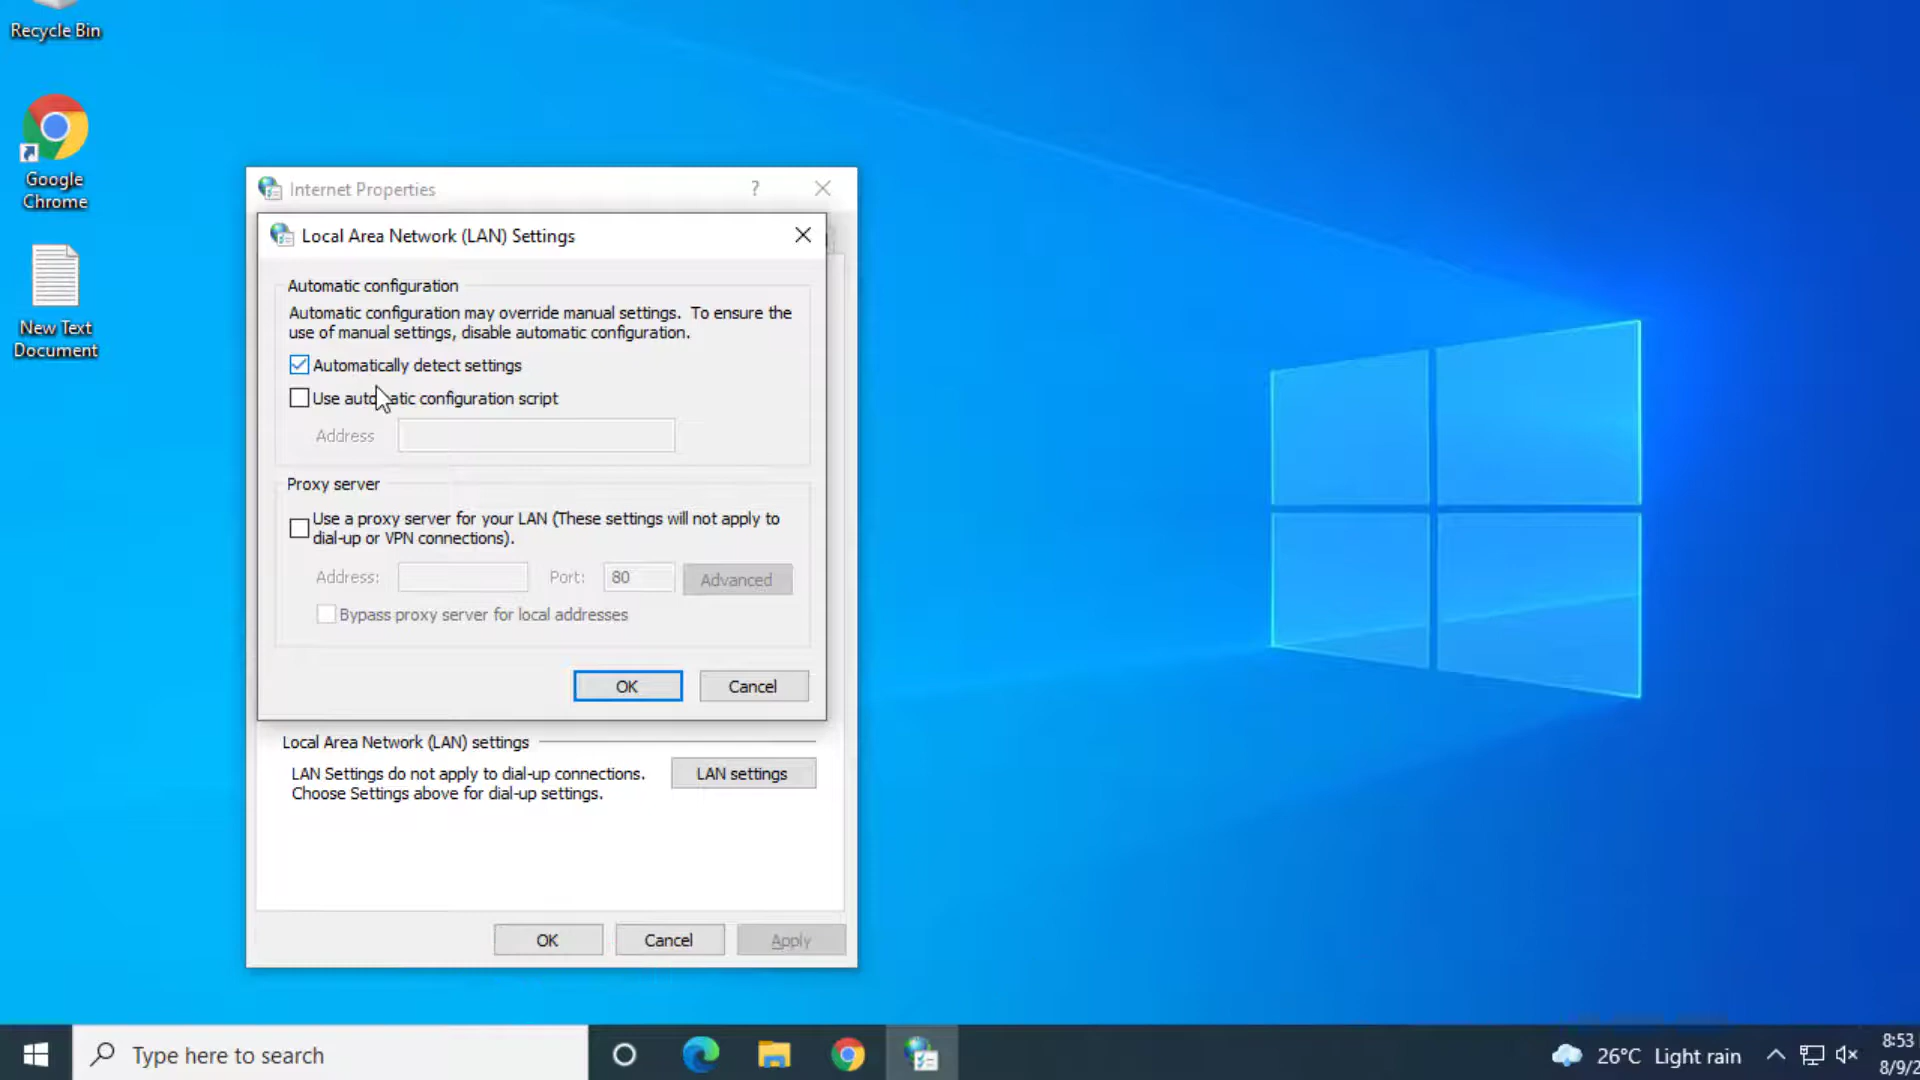 Recycle Bin
Google
Chrome
New Text
Document
Internet Properties
?
Local Area Network (LAN) Settings
Automatic configuration
Automatic configuration may override manual settings. To ensure the
use of manual settings, disable automatic configuration.
Automatically detect settings
Use automatic configuration script
Address
Proxy server
Use a proxy server for your LAN (These settings will not apply to
dial-up or VPN connections).
Address:
Port:
80
Advanced
Bypass proxy server for local addresses
OK
Cancel
Local Area Network (LAN) settings
LAN Settings do not apply to dial-up connections.
Choose Settings above for dial-up settings.
LAN settings
OK
Cancel
Apply
Type here to search
26°C Light rain
8:53
8/9/2